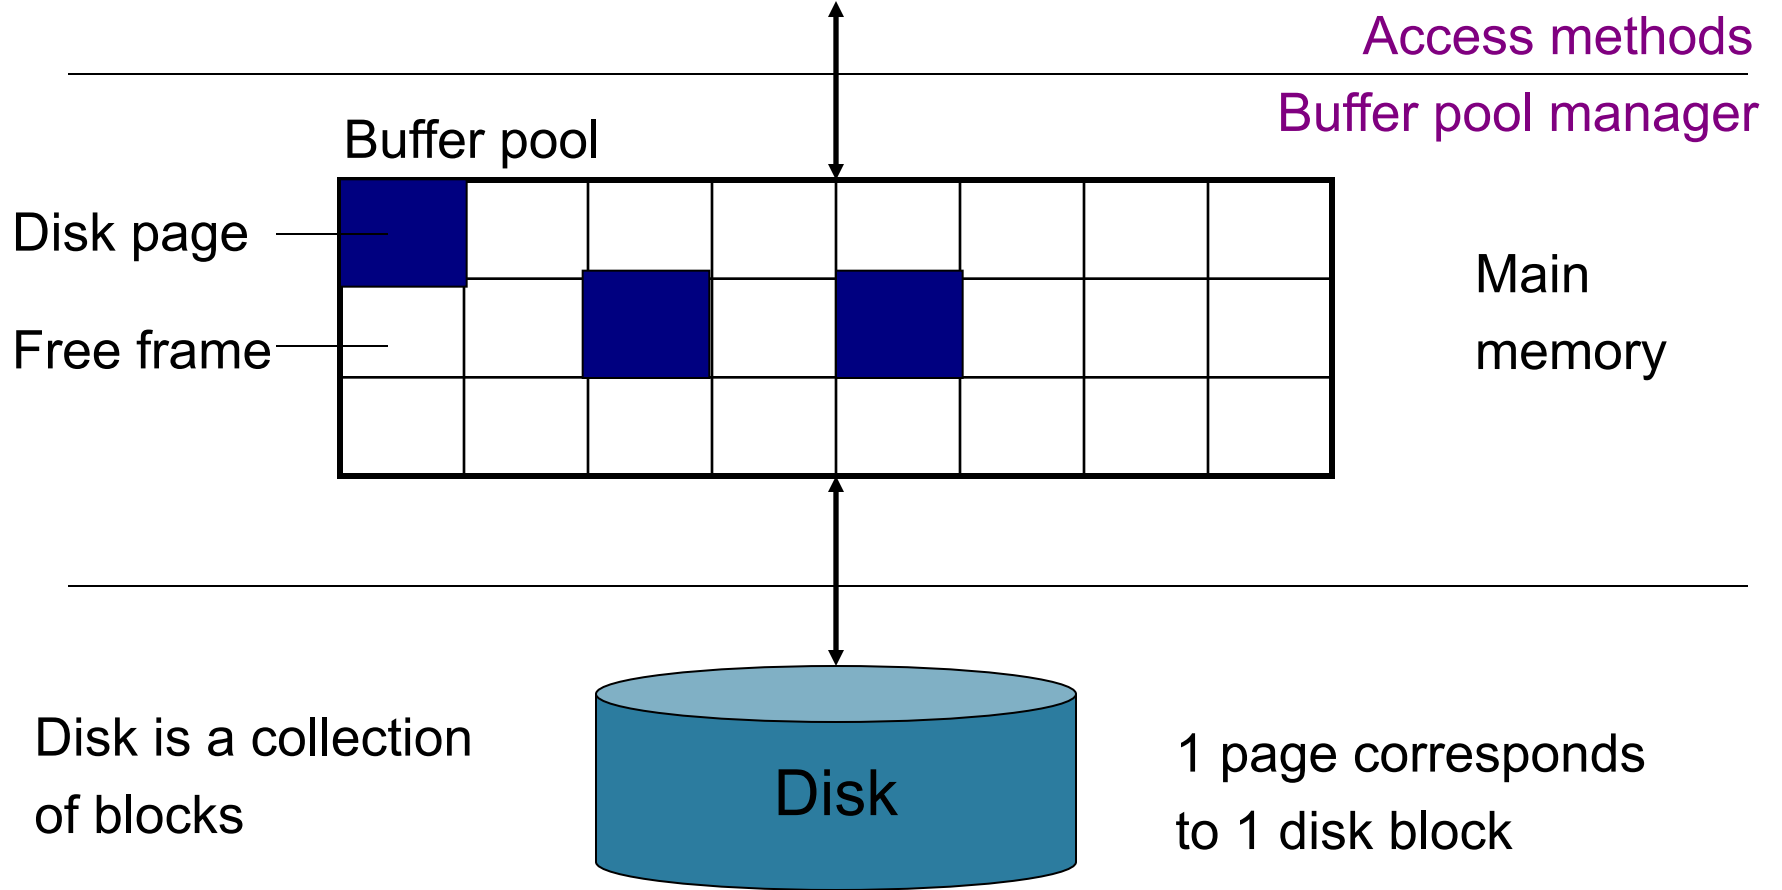 Access methods
Buffer pool manager
Buffer pool
Disk page
Free frame
Main
memory
Disk is a collection
of blocks
Disk
1 page corresponds
to 1 disk block